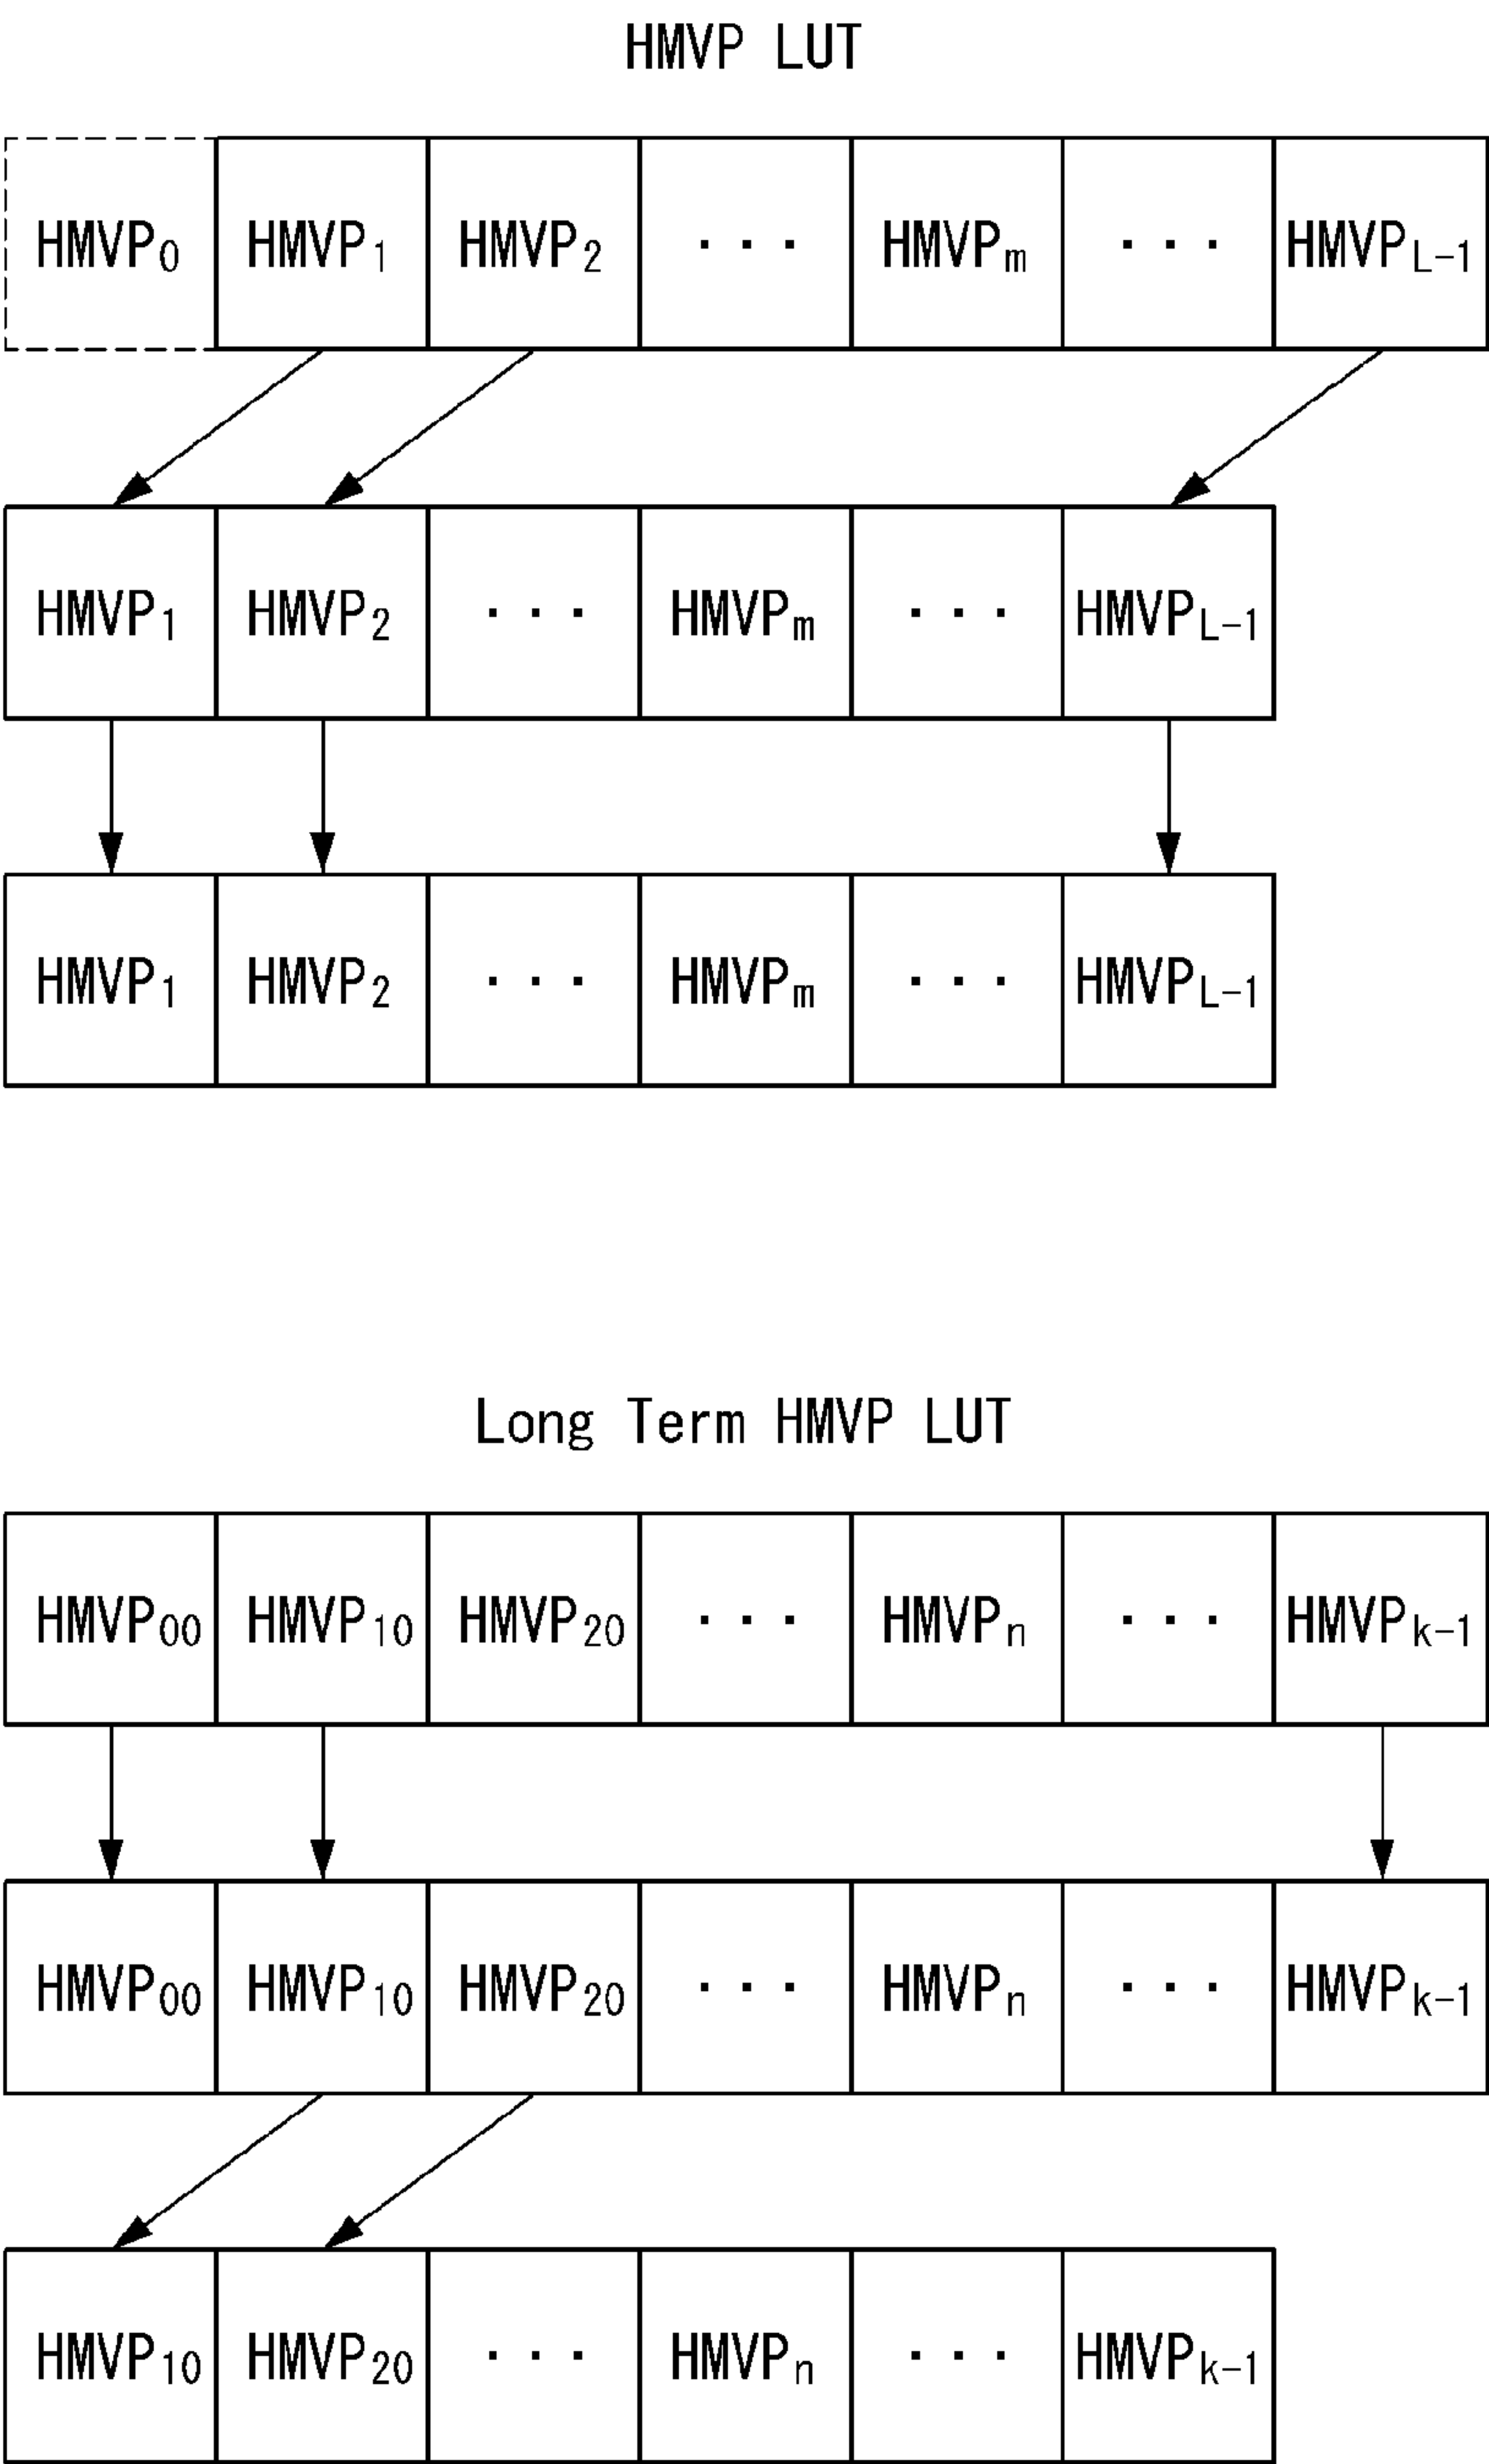 HMVP LUT
HMVP0 HMVP1 HMVP2 ... HMVPm ... HMVPL-1
HMVP1 HMVP2 ... HMVPm ... HMVPL-1
HMVP1 HMVP2 ... HMVPm ... HMVPL-1
Long Term HMVP LUT
HMVP00 HMVP10 HMVP20 ... HMVPn ... HMVPk-1
HMVP00 HMVP10 HMVP20 ... HMVPn ... HMVPk-1
HMVP10 HMVP20 ... HMVPn ... HMVPk-1